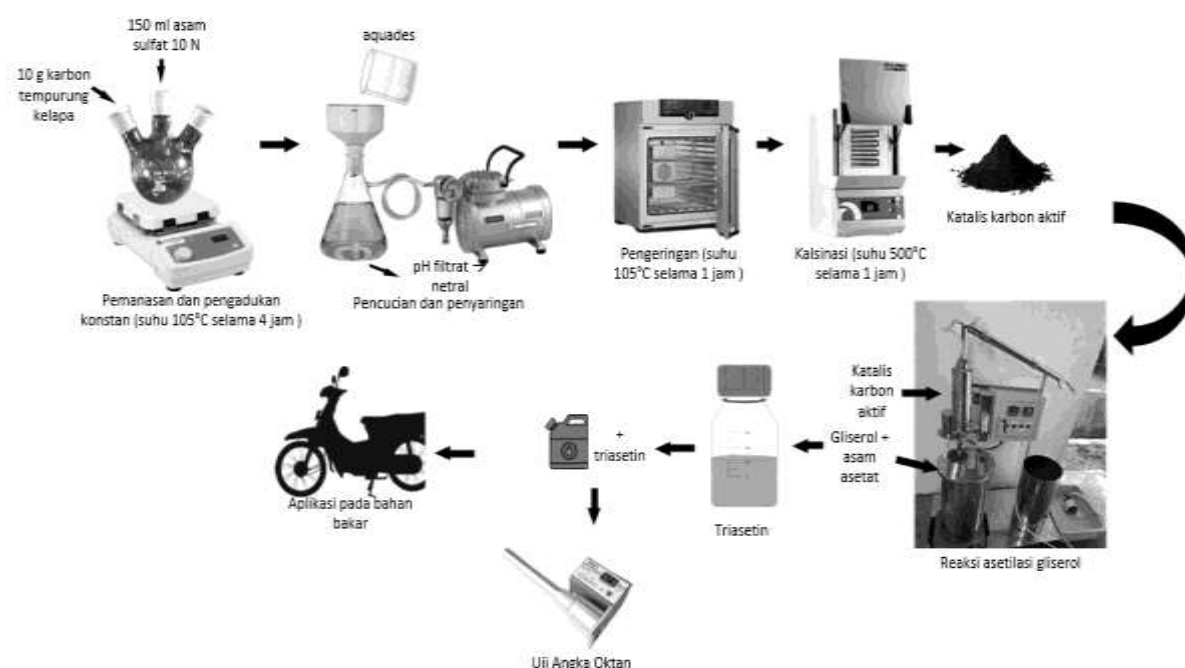 150 ml asam
sulfat 10 N
10 g karbon
tempurung
kelapa
Pemanasan dan pengadukan
konstan (suhu 105°C selama 4 jam )
aquades
pH filtrat →
netral
Pencucian dan penyaringan
Pengeringan (suhu
105°C selama 1 jam )
Kalsinasi (suhu 500°C
selama 1 jam )
Katalis karbon aktif
Katalis
karbon
aktif
Gliserol +
asam
asetat
Reaksi asetilasi gliserol
Triasetin
+
triasetin
Aplikasi pada bahan
bakar
Uji Angka Oktan